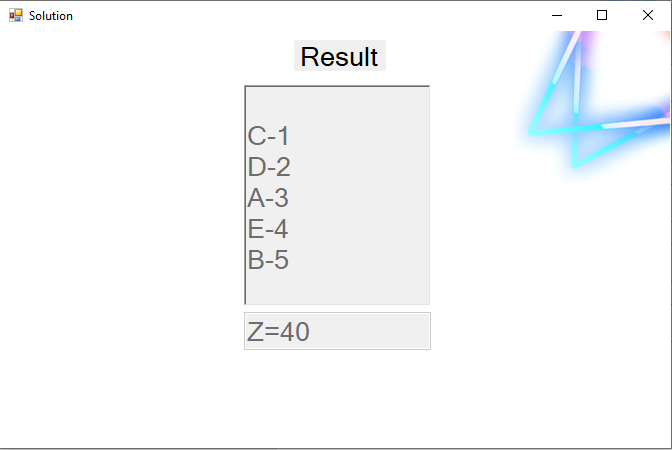 Solution
Result
C-1
D-2
A-3
E-4
B-5
Z=40